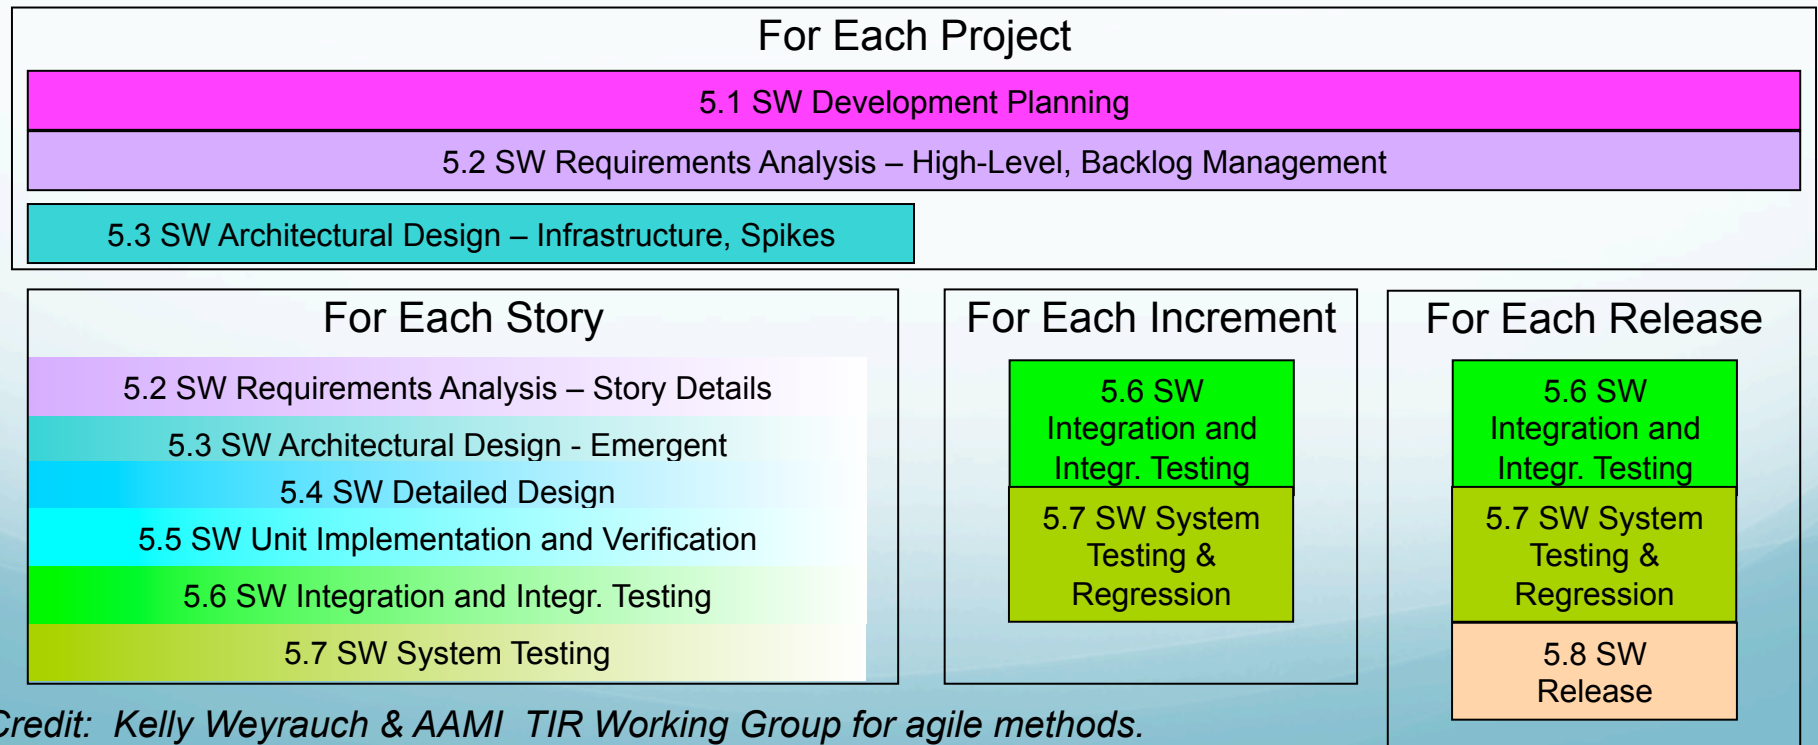 For Each Project
5.1 SW Development Planning
5.2 SW Requirements Analysis – High-Level, Backlog Management
5.3 SW Architectural Design – Infrastructure, Spikes
For Each Story
5.2 SW Requirements Analysis – Story Details
5.3 SW Architectural Design - Emergent
5.4 SW Detailed Design
5.5 SW Unit Implementation and Verification
5.6 SW Integration and Integr. Testing
5.7 SW System Testing
For Each Increment
5.6 SW
Integration and
Integr. Testing
5.7 SW System
Testing &
Regression
For Each Release
5.6 SW
Integration and
Integr. Testing
5.7 SW System
Testing &
Regression
5.8 SW
Release
Credit: Kelly Weyrauch & AAMI TIR Working Group for agile methods.